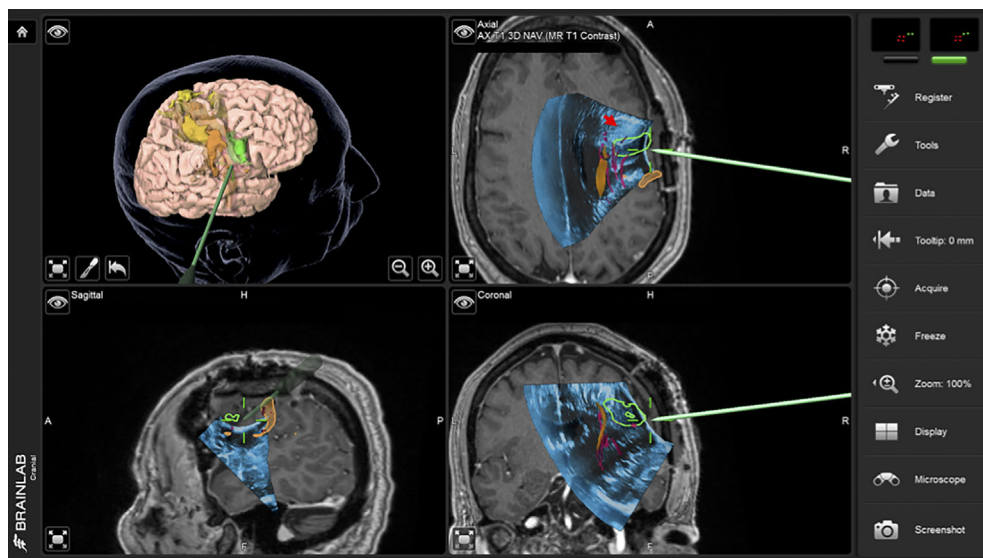 Axial
AX T1 3D NAV (MR T1 Contrast)
A
L
R
P
Sagittal
H
A
P
F
Coronal
H
L
R
F
Register
Tools
Data
Tooltip: 0 mm
Acquire
Freeze
Zoom: 100%
Display
Microscope
Screenshot
BRAINLAB
Cranial